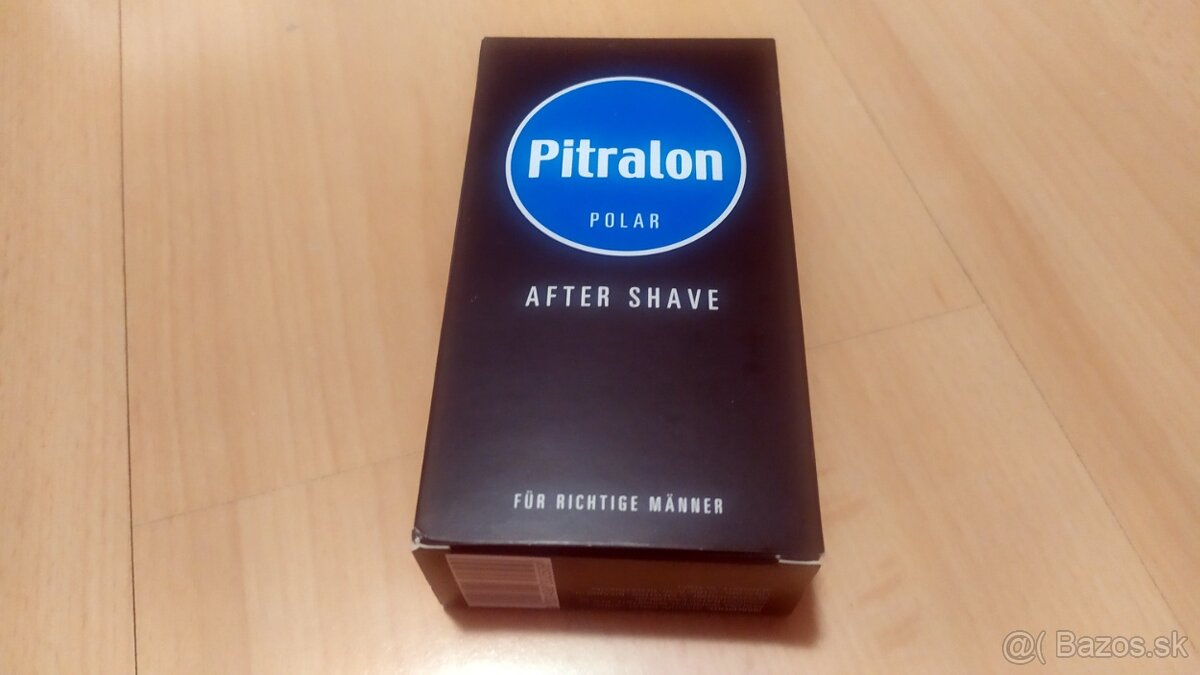 Pitralon
POLAR
AFTER SHAVE
FÜR RICHTIGE MÄNNER
@( Bazos.sk